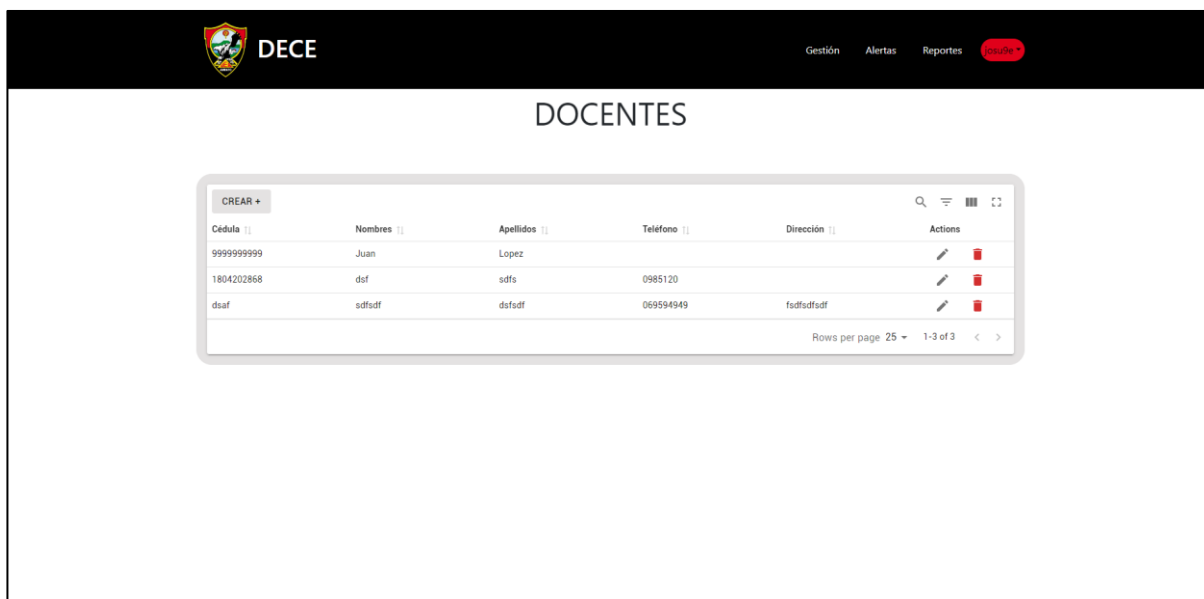 DECE
Gestión Alertas Reportes josu9e
DOCENTES
CREAR +
Cédula Nombres Apellidos Teléfono Dirección Actions
9999999999 Juan Lopez
1804202868 dsf sdfs 0985120
dsaf sdfsdf dsfsdf 069594949 fsdfsdfsdf
Rows per page 25 1-3 of 3